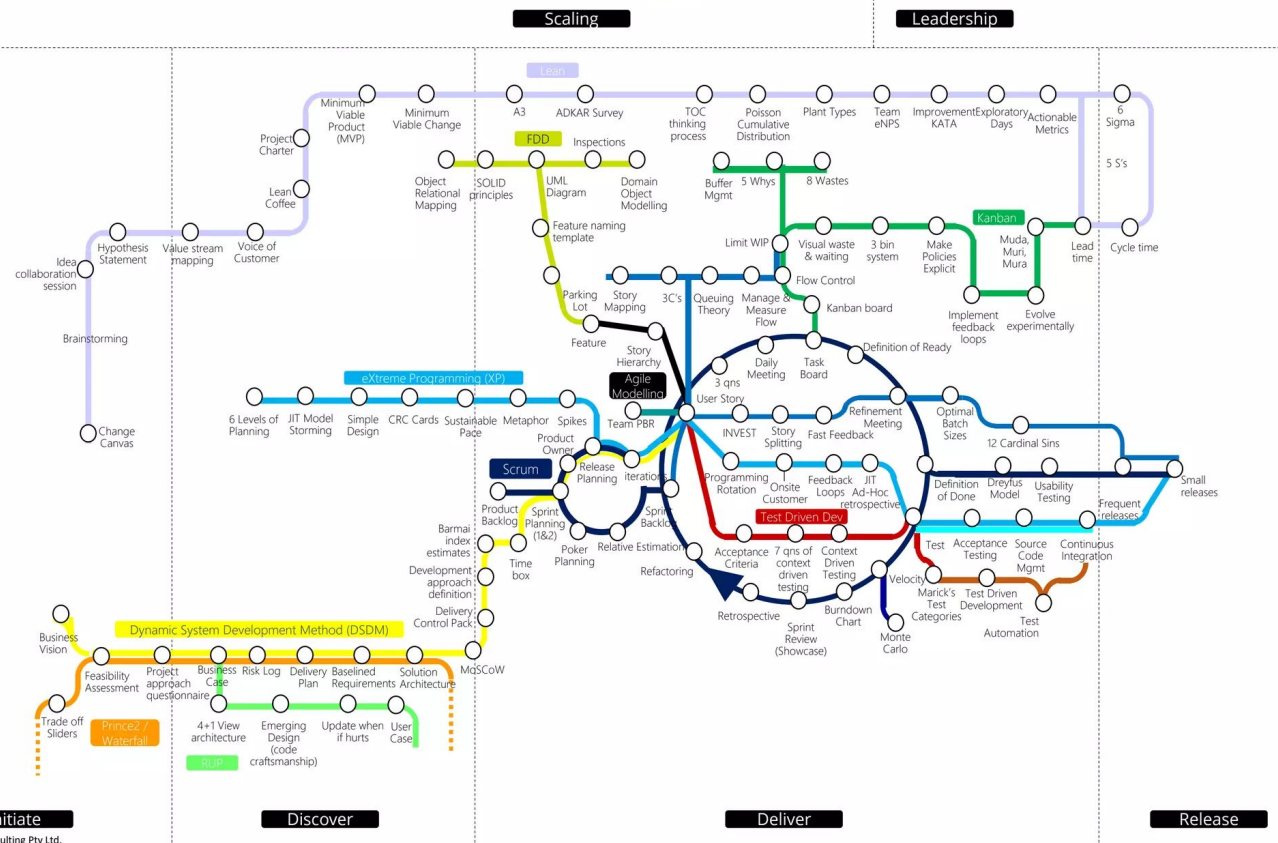 Scaling
Leadership
Lean
Minimum
Viable
Product
(MVP)
Minimum
Viable Change
A3
ADKAR Survey
TOC
thinking
process
Poisson
Cumulative
Distribution
Plant Types
Team
eNPS
Improvement
KATA
Exploratory
Days
Actionable
Metrics
6
Sigma
Project
Charter
FDD
Inspections
5 S's
Object
Relational
Mapping
SOLID
principles
UML
Diagram
Domain
Object
Modelling
Buffer
Mgmt
5 Whys
8 Wastes
Lean
Coffee
Kanban
Hypothesis
Statement
Value stream
mapping
Voice of
Customer
Feature naming
template
Limit WIP
Visual waste
& waiting
3 bin
system
Make
Policies
Explicit
Muda,
Muri,
Mura
Lead
time
Cycle time
Idea
collaboration
session
Parking
Lot
Story
Mapping
3C's
Queuing
Theory
Manage &
Measure
Flow
Flow Control
Kanban board
Implement
feedback
loops
Evolve
experimentally
Brainstorming
Feature
Story
Hierarchy
Daily
Meeting
Task
Board
Definition of Ready
3 qns
eXtreme Programming (XP)
Agile
Modelling
User Story
6 Levels of
Planning
JIT Model
Storming
Simple
Design
CRC Cards
Sustainable
Pace
Metaphor
Spikes
Team PBR
INVEST
Story
Splitting
Fast Feedback
Refinement
Meeting
Optimal
Batch
Sizes
12 Cardinal Sins
Change
Canvas
Product
Owner
Scrum
Release
Planning
iterations
Programming
Rotation
Onsite
Customer
Feedback
Loops
JIT
Ad-Hoc
retrospective
Definition
of Done
Dreyfus
Model
Usability
Testing
Frequent
releases
Small
releases
Product
Backlog
Sprint
Planning
(1&2)
Sprint
Backlog
Test Driven Dev
Barmai
index
estimates
Time
box
Poker
Planning
Relative Estimation
Refactoring
Acceptance
Criteria
7 qns of
context
driven
testing
Context
Driven
Testing
Test
Acceptance
Testing
Source
Code
Mgmt
Continuous
Integration
Development
approach
definition
Velocity
Marick's
Test
Categories
Test Driven
Development
Test
Automation
Delivery
Control Pack
Retrospective
Sprint
Review
(Showcase)
Burndown
Chart
Monte
Carlo
Business
Vision
Dynamic System Development Method (DSDM)
MoSCoW
Feasibility
Assessment
Project
approach
questionnaire
Business
Case
Risk Log
Delivery
Plan
Baselined
Requirements
Solution
Architecture
Trade off
Sliders
Prince2 /
Waterfall
4+1 View
architecture
Emerging
Design
(code
craftsmanship)
Update when
if hurts
User
Case
RUP
nitiate
Discover
Deliver
Release
ulting Pty Ltd.